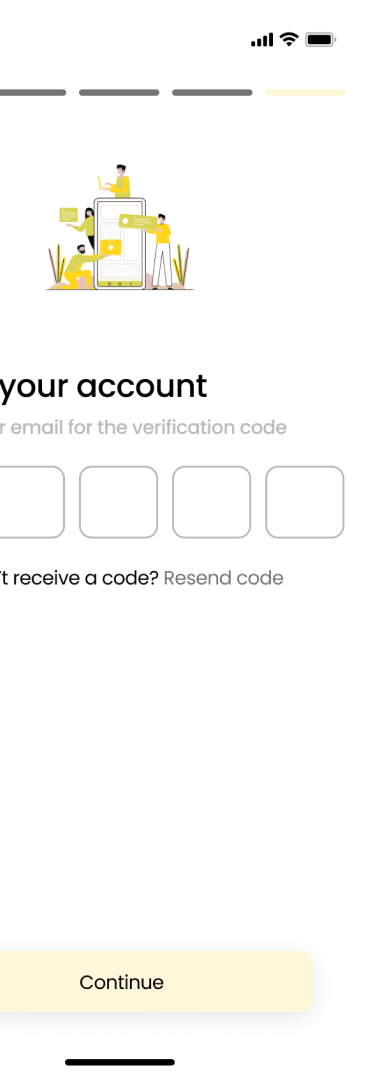 your account
r email for the verification code
't receive a code? Resend code
Continue